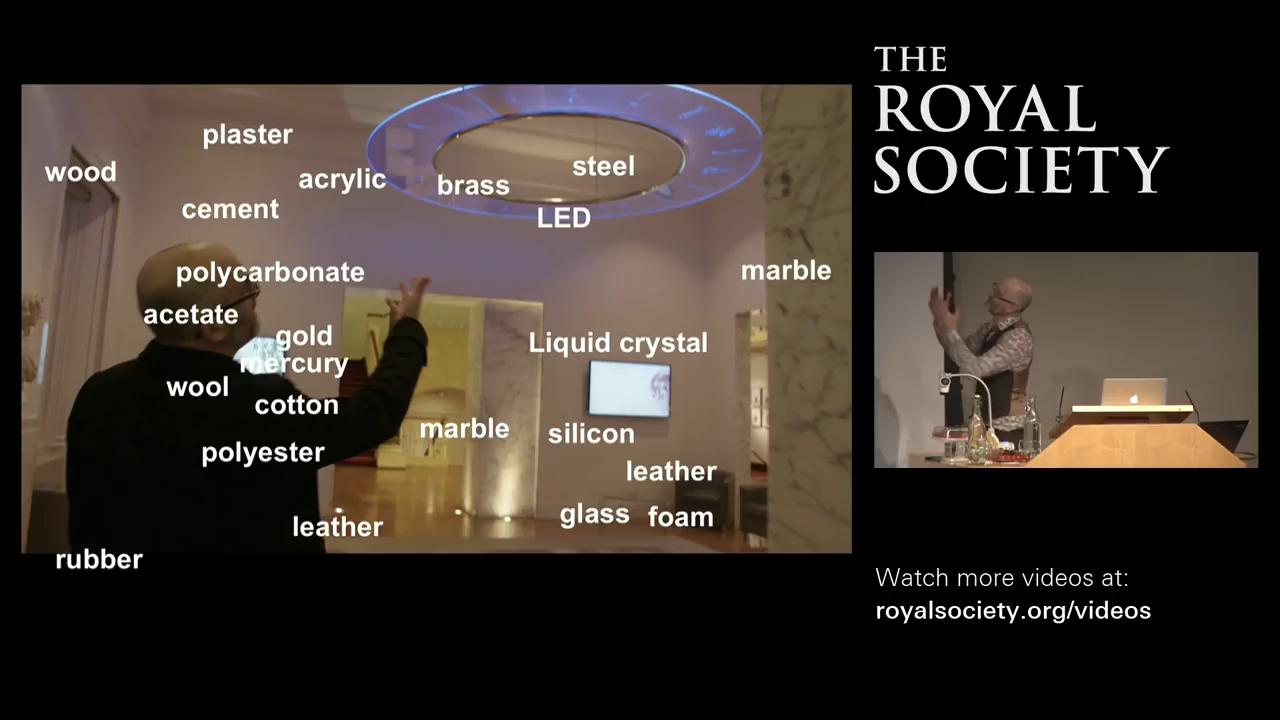 plaster
wood
acrylic
brass
steel
cement
LED
polycarbonate
marble
acetate
gold
Liquid crystal
mercury
wool
cotton
marble
silicon
polyester
leather
glass
foam
leather
rubber
THE
ROYAL
SOCIETY
Watch more videos at:
royalsociety.org/videos